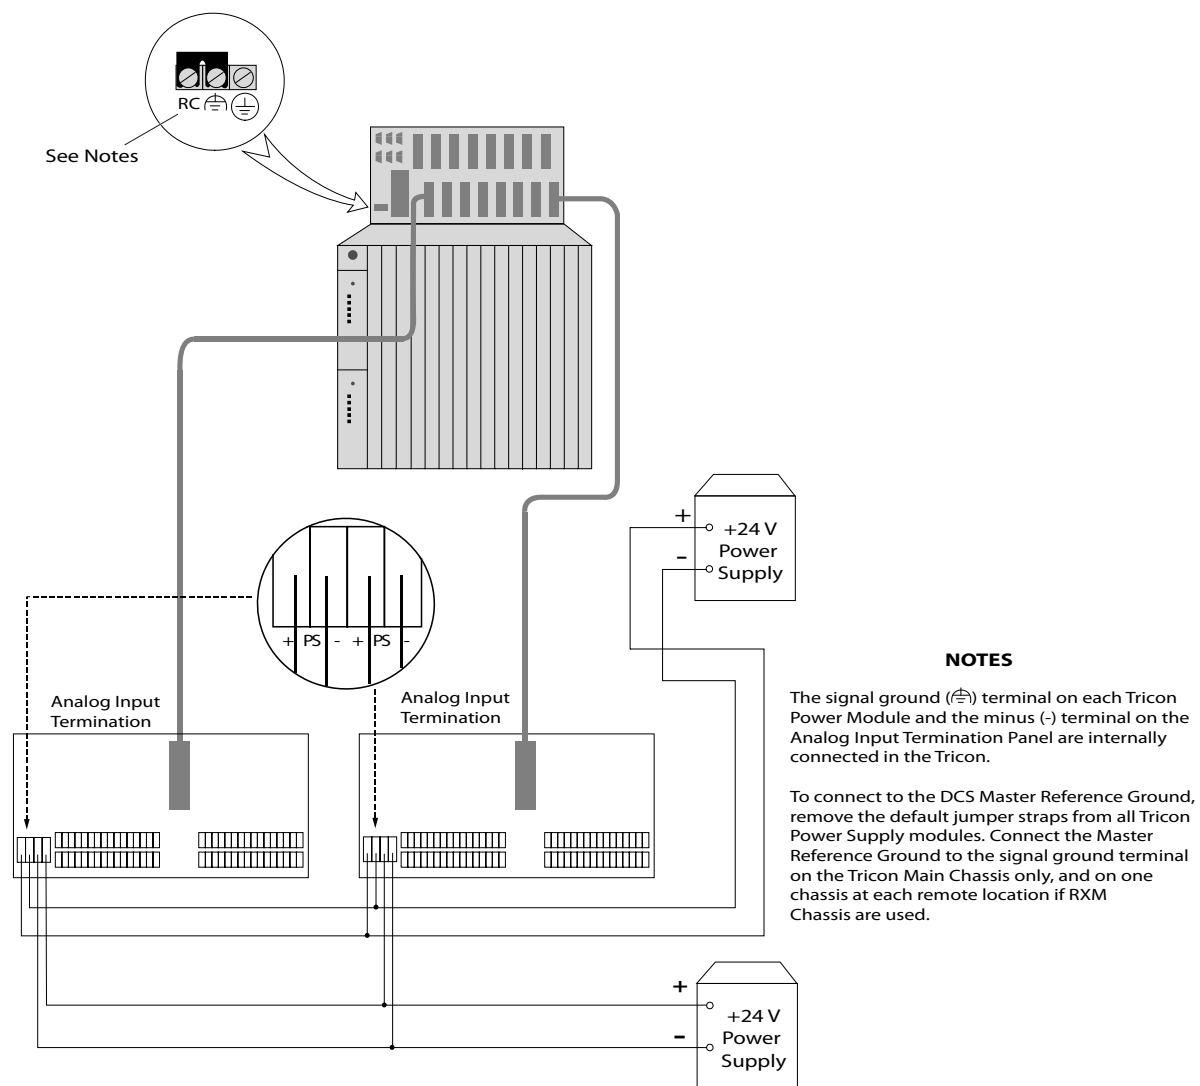 RC
See Notes
+
+24 V
-
Power
Supply
+ PS - + PS -
NOTES
Analog Input
Termination
Analog Input
Termination
The signal ground (⏚) terminal on each Tricon
Power Module and the minus (-) terminal on the
Analog Input Termination Panel are internally
connected in the Tricon.
To connect to the DCS Master Reference Ground,
remove the default jumper straps from all Tricon
Power Supply modules. Connect the Master
Reference Ground to the signal ground terminal
on the Tricon Main Chassis only, and on one
chassis at each remote location if RXM
Chassis are used.
+
+24 V
-
Power
Supply